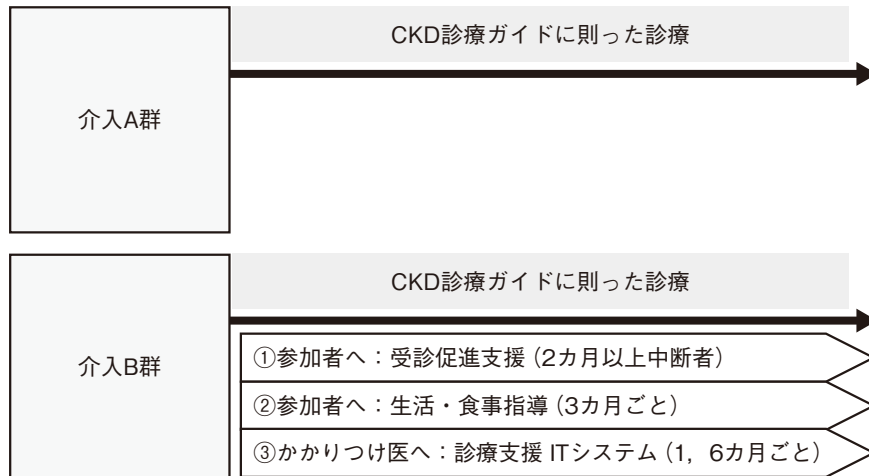 CKD診療ガイドに則った診療
介入A群
CKD診療ガイドに則った診療
介入B群
①参加者へ：受診促進支援（2カ月以上中断者）
②参加者へ：生活・食事指導（3カ月ごと）
③かかりつけ医へ：診療支援 ITシステム（1，6カ月ごと）